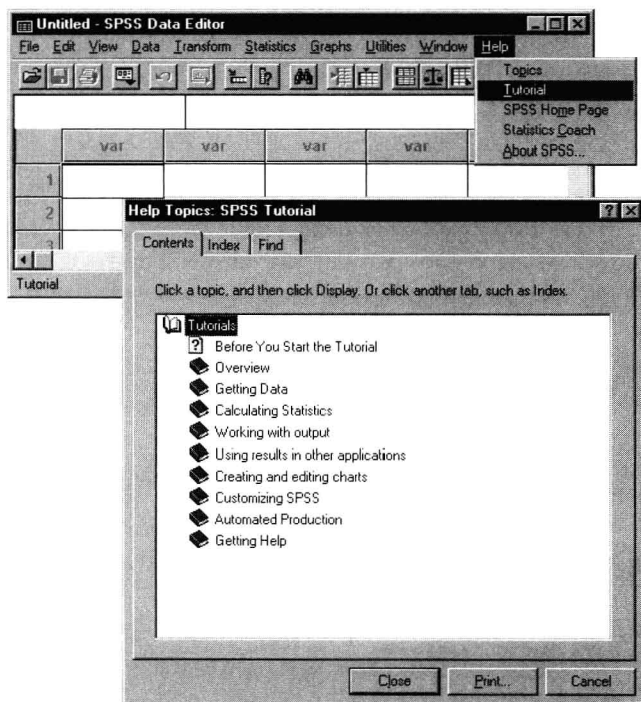 Untitled - SPSS Data Editor
File Edit View Data Transform Statistics Graphs Utilities Window Help
Topics
Tutorial
SPSS Home Page
Statistics Coach
About SPSS...
var var var var
1
2
3
Tutorial
Help Topics: SPSS Tutorial
Contents Index Find
Click a topic, and then click Display. Or click another tab, such as Index.
Tutorials
Before You Start the Tutorial
Overview
Getting Data
Calculating Statistics
Working with output
Using results in other applications
Creating and editing charts
Customizing SPSS
Automated Production
Getting Help
Close Print... Cancel